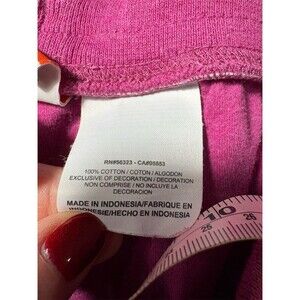 RN#56323 - CA#05553
100% COTTON / COTON / ALGODON
EXCLUSIVE OF DECORATION / DECORATION
NON COMPRISE / NO INCLUYE LA
DECORACION
MADE IN INDONESIA/FABRIQUE EN
INDONESIE/HECHO EN INDONESIA
10